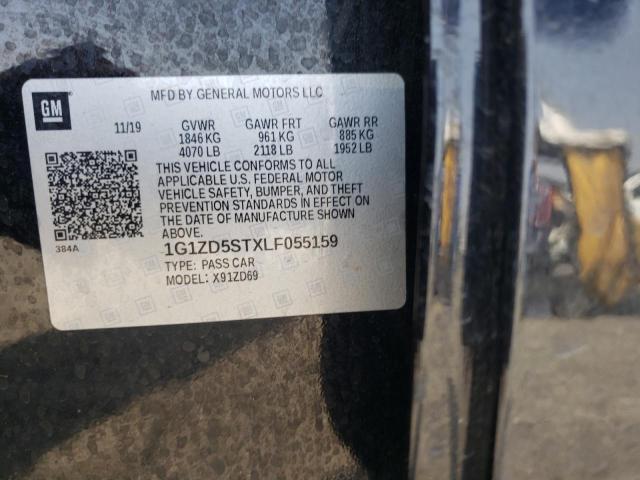 GM
MFD BY GENERAL MOTORS LLC
11/19 GVWR GAWR FRT GAWR RR
1846 KG 961 KG 885 KG
4070 LB 2118 LB 1952 LB
THIS VEHICLE CONFORMS TO ALL
APPLICABLE U.S. FEDERAL MOTOR
VEHICLE SAFETY, BUMPER, AND THEFT
PREVENTION STANDARDS IN EFFECT ON
THE DATE OF MANUFACTURE SHOWN
ABOVE.
384A
1G1ZD5STXLF055159
TYPE: PASS CAR
MODEL: X91ZD69